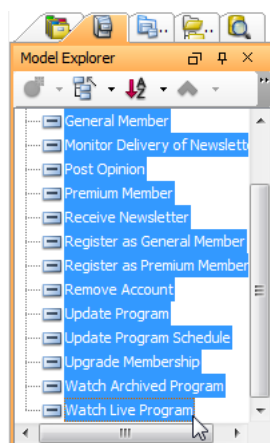 Model Explorer
General Member
Monitor Delivery of Newslett
Post Opinion
Premium Member
Receive Newsletter
Register as General Member
Register as Premium Member
Remove Account
Update Program
Update Program Schedule
Upgrade Membership
Watch Archived Program
Watch Live Program